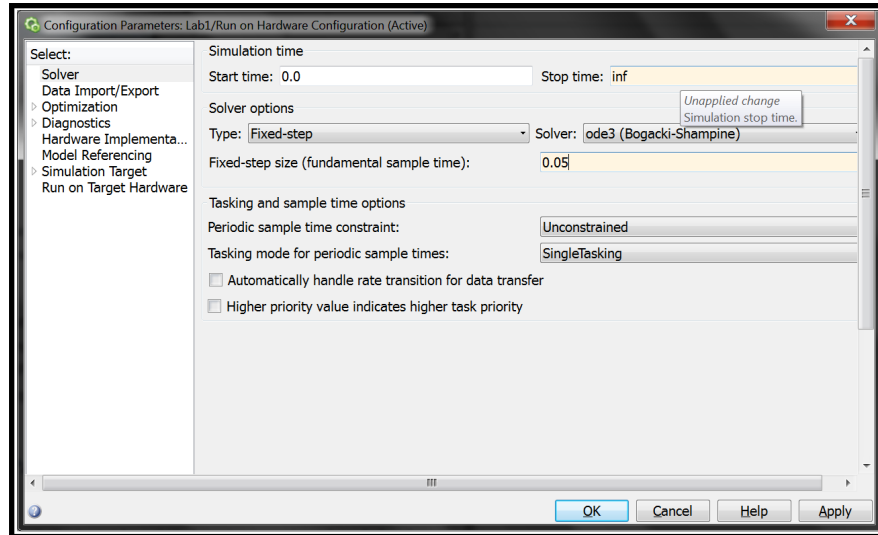 Configuration Parameters: Lab1/Run on Hardware Configuration (Active)
Select:
Solver
Data Import/Export
Optimization
Diagnostics
Hardware Implementa...
Model Referencing
Simulation Target
Run on Target Hardware
Simulation time
Start time: 0.0 Stop time: inf
Unapplied change
Simulation stop time.
Solver options
Type: Fixed-step Solver: ode3 (Bogacki-Shampine)
Fixed-step size (fundamental sample time): 0.05
Tasking and sample time options
Periodic sample time constraint: Unconstrained
Tasking mode for periodic sample times: SingleTasking
Automatically handle rate transition for data transfer
Higher priority value indicates higher task priority
OK Cancel Help Apply